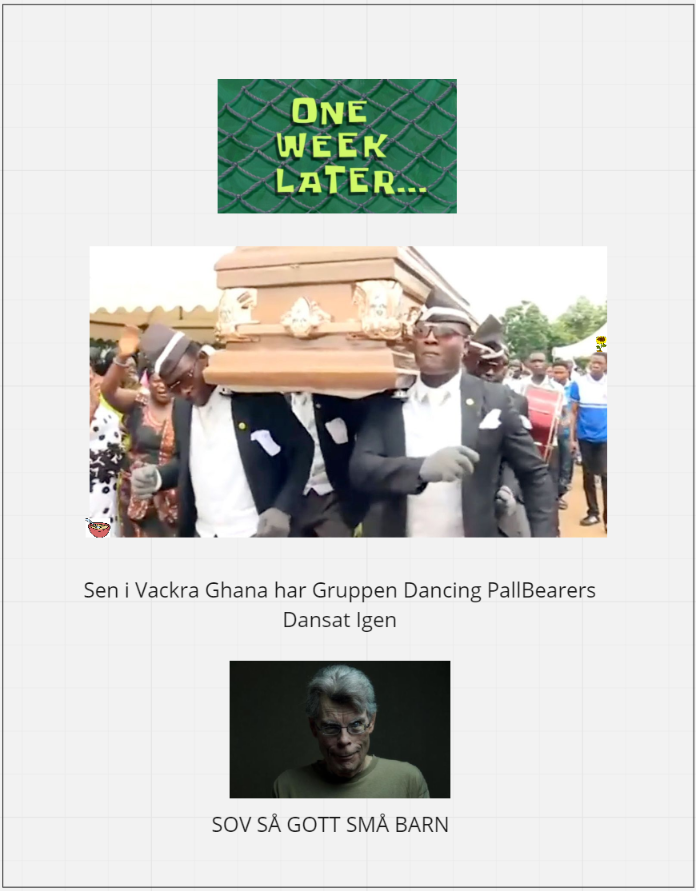 ONE
WEEK
LATER...
Sen i Vackra Ghana har Gruppen Dancing PallBearers
Dansat Igen
SOV SÅ GOTT SMÅ BARN